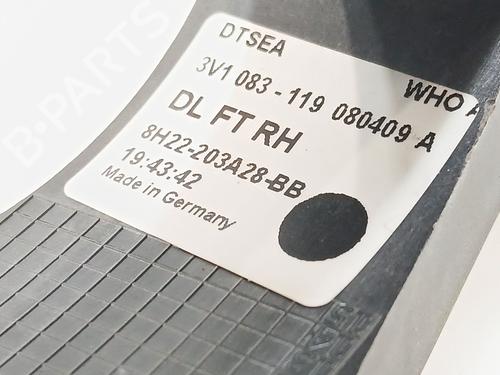 B-PARTS
DTSEA
WHO A
3V1 083 - 119 080409 A
DL FT RH
8H22-203A28-BB
19:43:42
Made in Germany